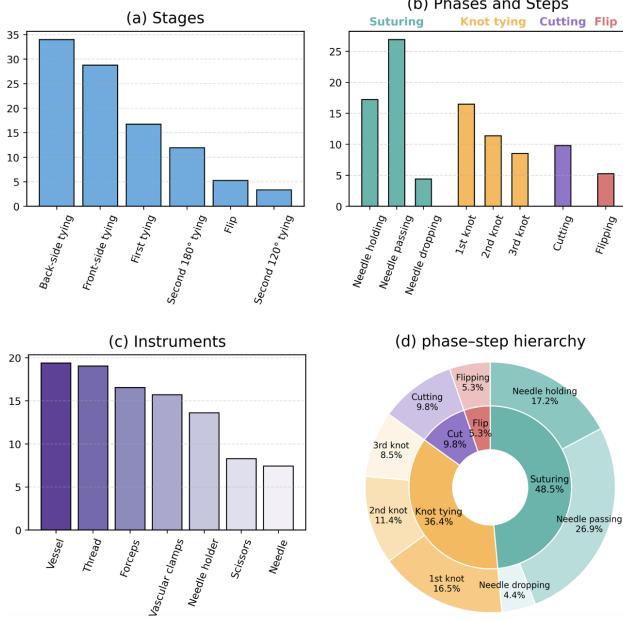 (a) Stages
35
30
25
20
15
10
5
0
Back-side tying
Front-side tying
First tying
Second 180° tying
Flip
Second 120° tying
(b) Phases and Steps
Suturing Knot tying Cutting Flip
25
20
15
10
5
0
Needle holding
Needle passing
Needle dropping
1st knot
2nd knot
3rd knot
Cutting
Flipping
(c) Instruments
20
15
10
5
0
Vessel
Thread
Forceps
Vascular clamps
Needle holder
Scissors
Needle
(d) phase–step hierarchy
Flipping
5.3%
Needle holding
17.2%
Cutting
9.8%
Flip
5.3%
Cut
9.8%
3rd knot
8.5%
Suturing
48.5%
2nd knot
11.4%
Knot tying
36.4%
Needle passing
26.9%
1st knot
16.5%
Needle dropping
4.4%